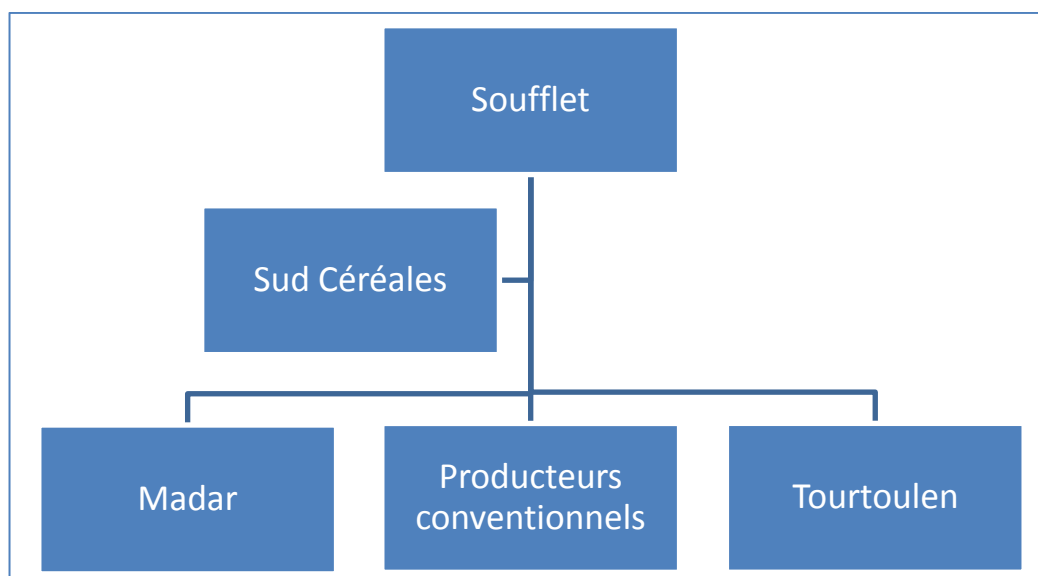 Soufflet
Sud Céréales
Madar
Producteurs
conventionnels
Tourtoulen